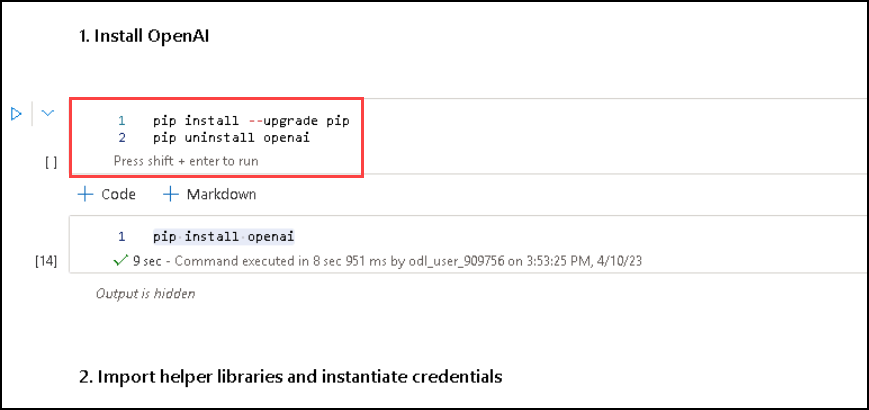 1. Install OpenAI
1 pip install --upgrade pip
2 pip uninstall openai
[ ] Press shift + enter to run
+ Code + Markdown
1 pip install openai
[14] ✓ 9 sec - Command executed in 8 sec 951 ms by odl_user_909756 on 3:53:25 PM, 4/10/23
Output is hidden
2. Import helper libraries and instantiate credentials